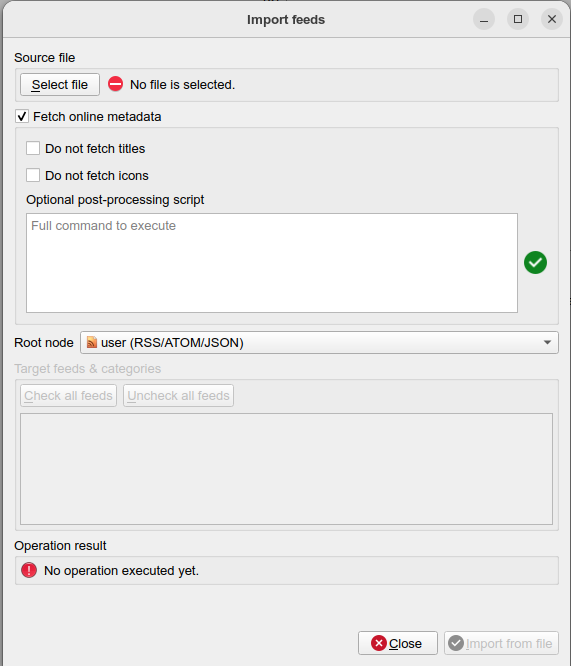 Import feeds
Source file
Select file
No file is selected.
Fetch online metadata
Do not fetch titles
Do not fetch icons
Optional post-processing script
Full command to execute
Root node
user (RSS/ATOM/JSON)
Target feeds & categories
Check all feeds
Uncheck all feeds
Operation result
No operation executed yet.
Close
Import from file